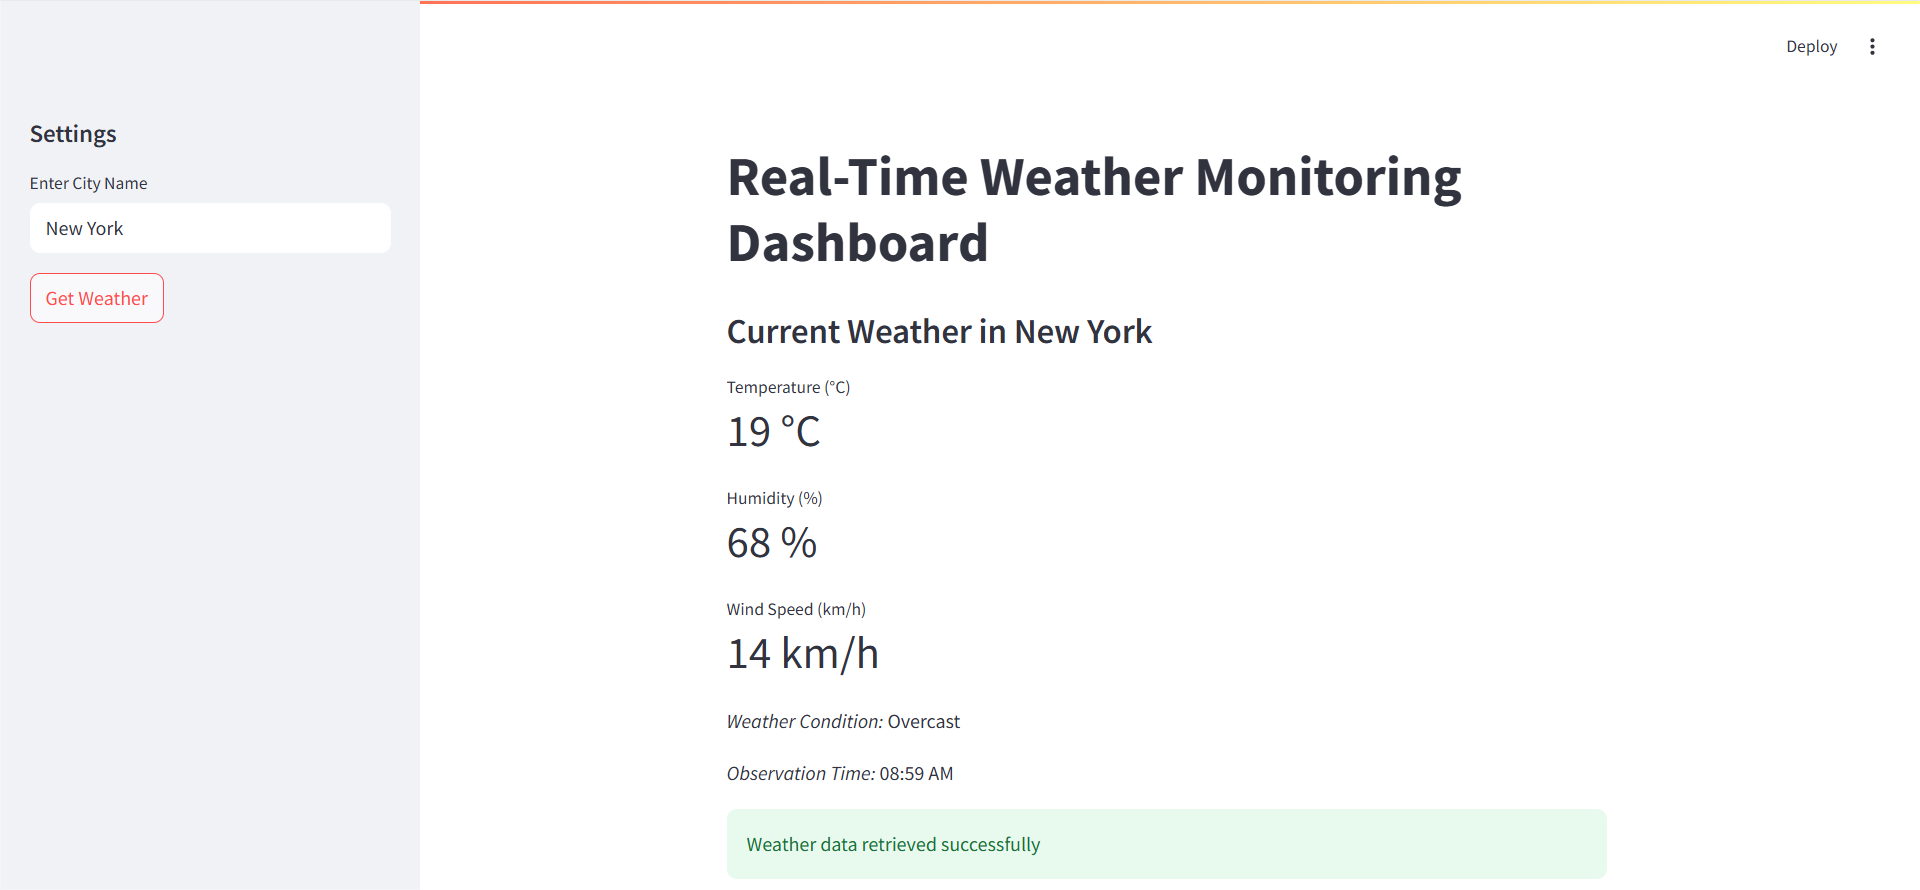 Deploy
Settings
Enter City Name
New York
Get Weather
Real-Time Weather Monitoring
Dashboard
Current Weather in New York
Temperature (°C)
19 °C
Humidity (%)
68 %
Wind Speed (km/h)
14 km/h
Weather Condition: Overcast
Observation Time: 08:59 AM
Weather data retrieved successfully